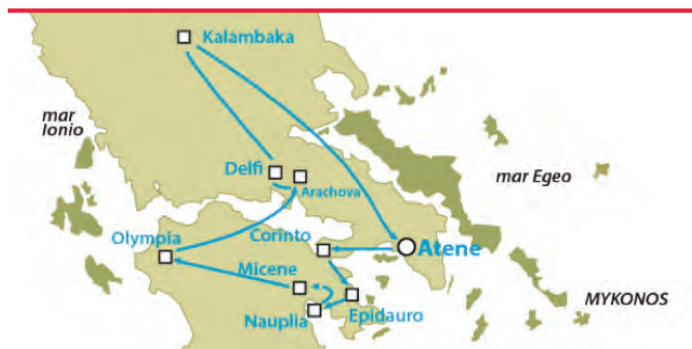 Kalambaka
mar
Ionio
Delfi
Arachova
mar Egeo
Olympia
Corinto
Atene
Micene
MYKONOS
Nauplia
Epidauro